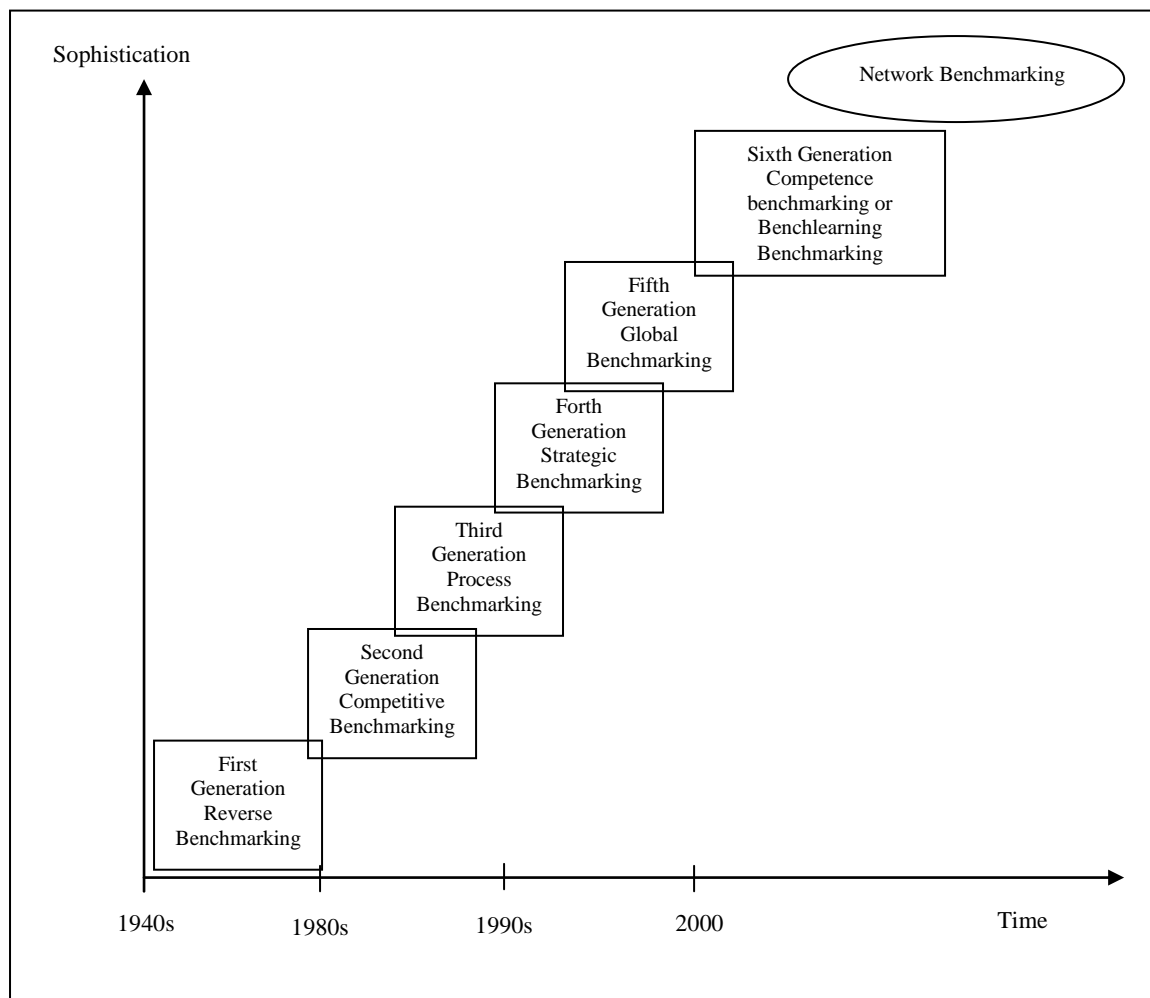 Sophistication
Network Benchmarking
Sixth Generation
Competence
benchmarking or
Benchlearning
Benchmarking
Fifth
Generation
Global
Benchmarking
Forth
Generation
Strategic
Benchmarking
Third
Generation
Process
Benchmarking
Second
Generation
Competitive
Benchmarking
First
Generation
Reverse
Benchmarking
1940s
1980s
1990s
2000
Time